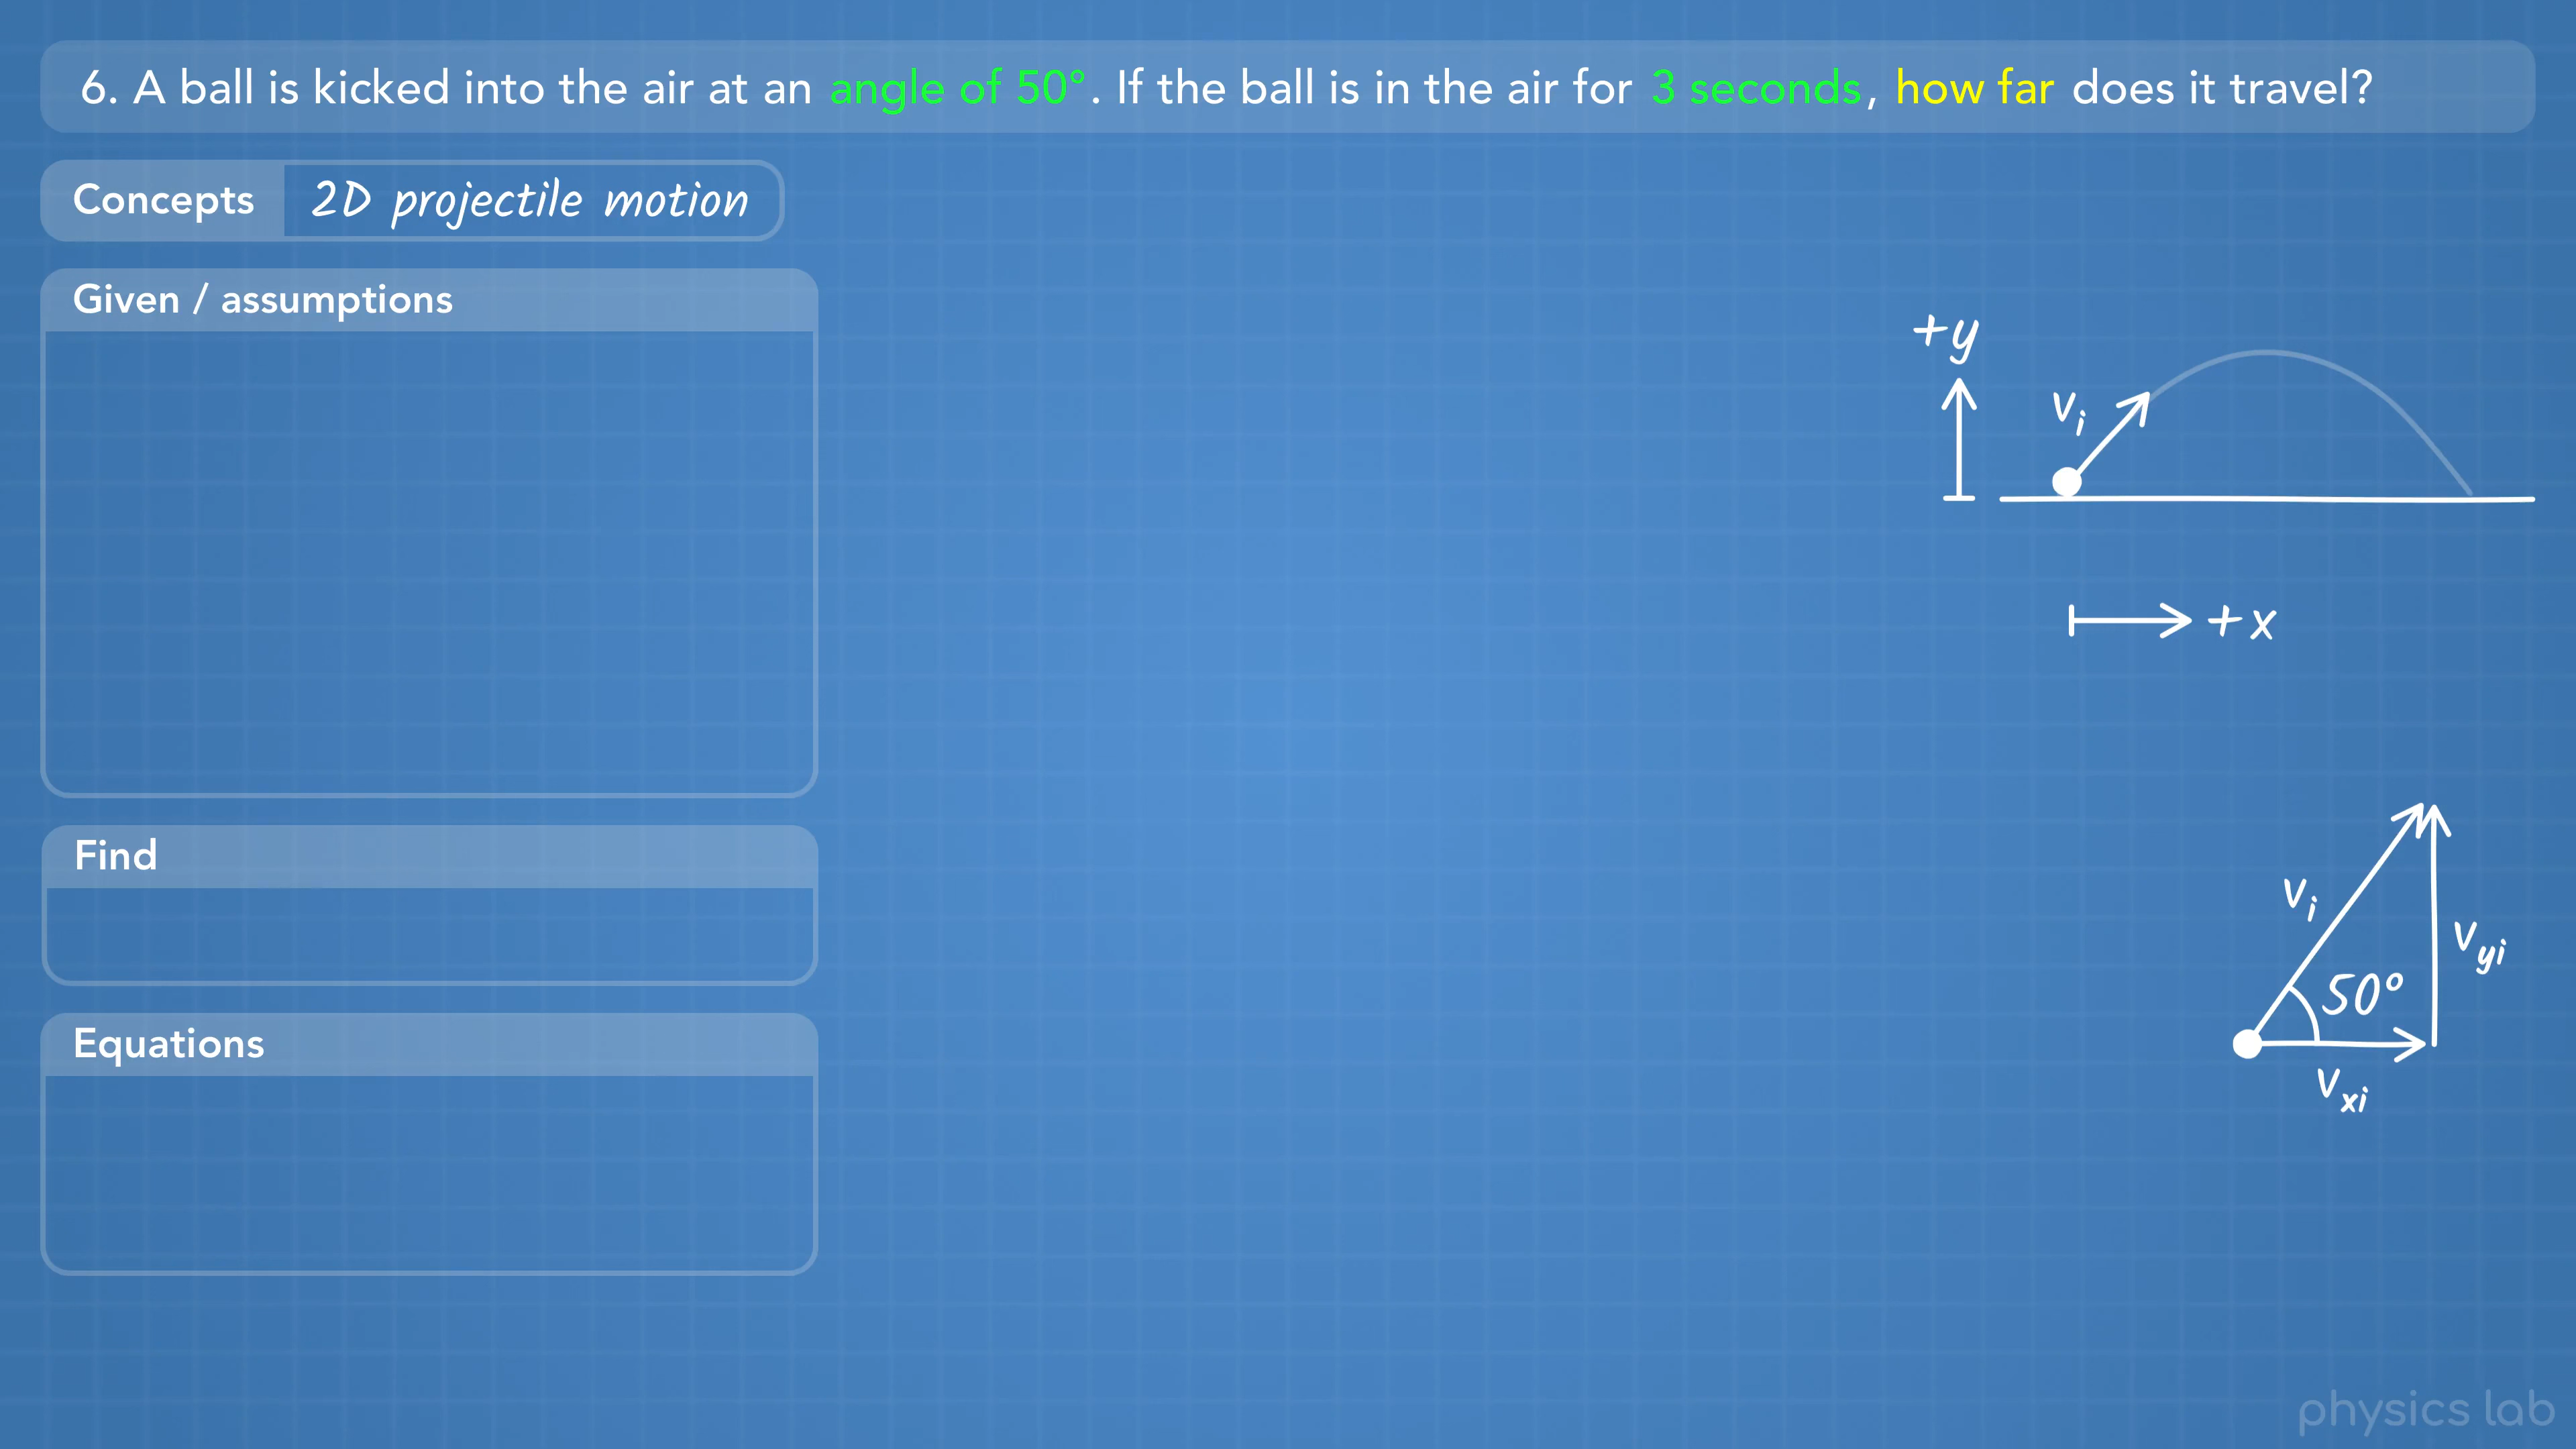 6. A ball is kicked into the air at an angle of 50°. If the ball is in the air for 3 seconds, how far does it travel?
Concepts
2D projectile motion
Given / assumptions
Find
Equations
+y
vᵢ
+x
vᵢ
v_yi
50°
v_xi
physics lab